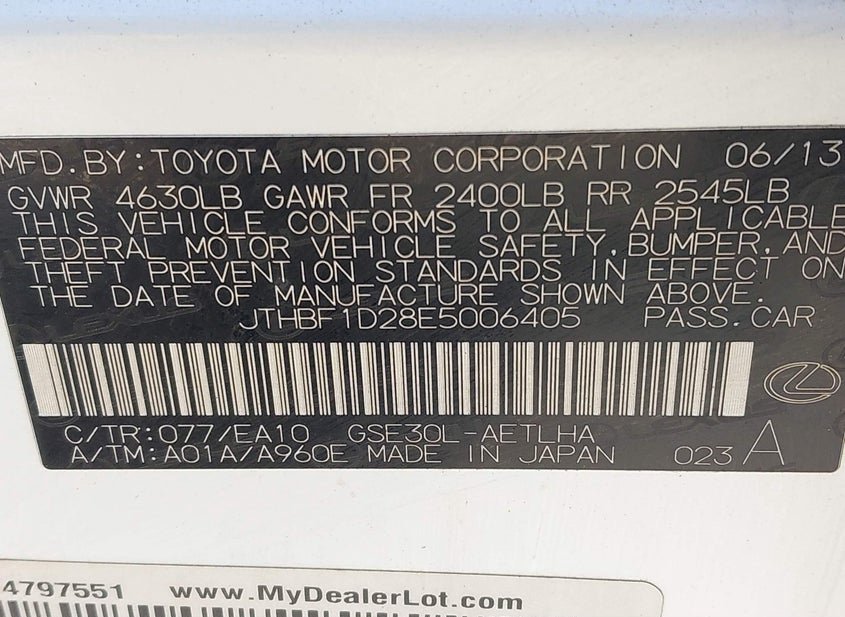 MFD. BY: TOYOTA MOTOR CORPORATION 06/13
GVWR 4630LB GAWR FR 2400LB RR 2545LB
THIS VEHICLE CONFORMS TO ALL APPLICABLE
FEDERAL MOTOR VEHICLE SAFETY, BUMPER, AND
THEFT PREVENTION STANDARDS IN EFFECT ON
THE DATE OF MANUFACTURE SHOWN ABOVE.
JTHBF1D28E5006405 PASS. CAR
C/TR: 077/EA10 GSE30L-AETLHA
A/TM: A01A/A960E MADE IN JAPAN 023 A
4797551 www.MyDealerLot.com